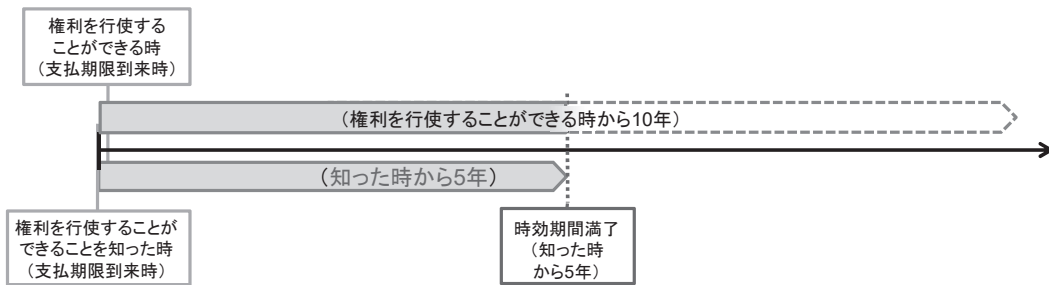 権利を行使する
ことができる時
（支払期限到来時）
（権利を行使することができる時から10年）
（知った時から5年）
権利を行使することが
できることを知った時
（支払期限到来時）
時効期間満了
（知った時
から5年）